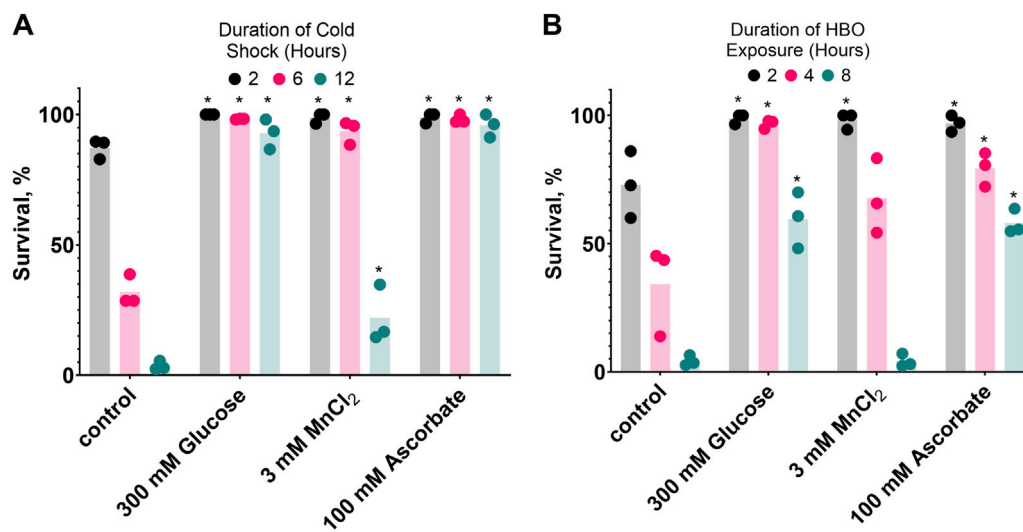 A
Duration of Cold
Shock (Hours)
2 6 12
* * * * * * * *
*
Survival, %
100
50
0
control
300 mM Glucose
3 mM MnCl₂
100 mM Ascorbate
B
Duration of HBO
Exposure (Hours)
2 4 8
* * * *
*
* *
Survival, %
100
50
0
control
300 mM Glucose
3 mM MnCl₂
100 mM Ascorbate